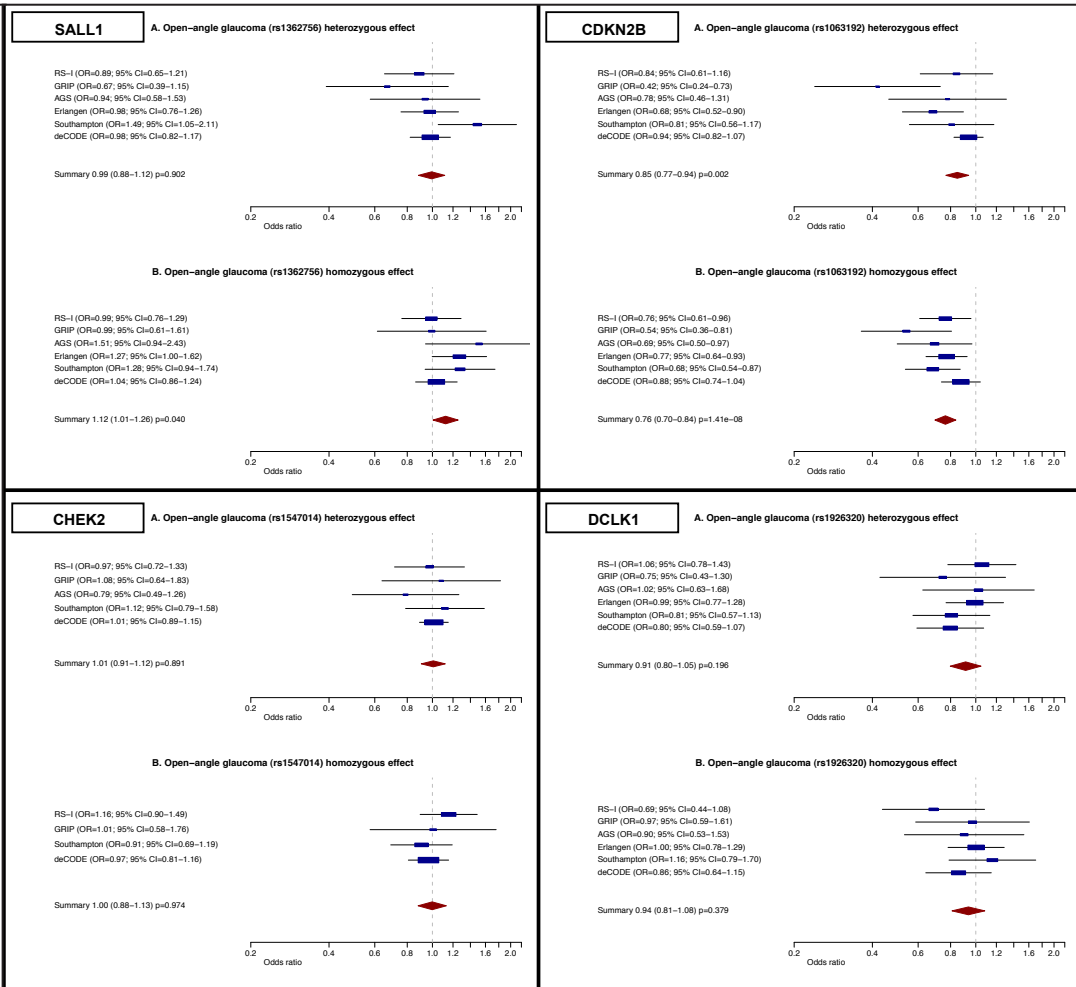 SALL1
A. Open−angle glaucoma (rs1362756) heterozygous effect
RS−I (OR=0.89; 95% CI=0.65−1.21)
GRIP (OR=0.67; 95% CI=0.39−1.15)
AGS (OR=0.94; 95% CI=0.58−1.53)
Erlangen (OR=0.98; 95% CI=0.76−1.26)
Southampton (OR=1.49; 95% CI=1.05−2.11)
deCODE (OR=0.98; 95% CI=0.82−1.17)
Summary 0.99 (0.88−1.12) p=0.902
0.2 0.4 0.6 0.8 1.0 1.2 1.6 2.0
Odds ratio
B. Open−angle glaucoma (rs1362756) homozygous effect
RS−I (OR=0.99; 95% CI=0.76−1.29)
GRIP (OR=0.99; 95% CI=0.61−1.61)
AGS (OR=1.51; 95% CI=0.94−2.43)
Erlangen (OR=1.27; 95% CI=1.00−1.62)
Southampton (OR=1.28; 95% CI=0.94−1.74)
deCODE (OR=1.04; 95% CI=0.86−1.24)
Summary 1.12 (1.01−1.26) p=0.040
0.2 0.4 0.6 0.8 1.0 1.2 1.6 2.0
Odds ratio
CDKN2B
A. Open−angle glaucoma (rs1063192) heterozygous effect
RS−I (OR=0.84; 95% CI=0.61−1.16)
GRIP (OR=0.42; 95% CI=0.24−0.73)
AGS (OR=0.78; 95% CI=0.46−1.31)
Erlangen (OR=0.68; 95% CI=0.52−0.90)
Southampton (OR=0.81; 95% CI=0.56−1.17)
deCODE (OR=0.94; 95% CI=0.82−1.07)
Summary 0.85 (0.77−0.94) p=0.002
0.2 0.4 0.6 0.8 1.0 1.2 1.6 2.0
Odds ratio
B. Open−angle glaucoma (rs1063192) homozygous effect
RS−I (OR=0.76; 95% CI=0.61−0.96)
GRIP (OR=0.54; 95% CI=0.36−0.81)
AGS (OR=0.69; 95% CI=0.50−0.97)
Erlangen (OR=0.77; 95% CI=0.64−0.93)
Southampton (OR=0.68; 95% CI=0.54−0.87)
deCODE (OR=0.88; 95% CI=0.74−1.04)
Summary 0.76 (0.70−0.84) p=1.41e−08
0.2 0.4 0.6 0.8 1.0 1.2 1.6 2.0
Odds ratio
CHEK2
A. Open−angle glaucoma (rs1547014) heterozygous effect
RS−I (OR=0.97; 95% CI=0.72−1.33)
GRIP (OR=1.08; 95% CI=0.64−1.83)
AGS (OR=0.79; 95% CI=0.49−1.26)
Southampton (OR=1.12; 95% CI=0.79−1.58)
deCODE (OR=1.01; 95% CI=0.89−1.15)
Summary 1.01 (0.91−1.12) p=0.891
0.2 0.4 0.6 0.8 1.0 1.2 1.6 2.0
Odds ratio
B. Open−angle glaucoma (rs1547014) homozygous effect
RS−I (OR=1.16; 95% CI=0.90−1.49)
GRIP (OR=1.01; 95% CI=0.58−1.76)
Southampton (OR=0.91; 95% CI=0.69−1.19)
deCODE (OR=0.97; 95% CI=0.81−1.16)
Summary 1.00 (0.88−1.13) p=0.974
0.2 0.4 0.6 0.8 1.0 1.2 1.6 2.0
Odds ratio
DCLK1
A. Open−angle glaucoma (rs1926320) heterozygous effect
RS−I (OR=1.06; 95% CI=0.78−1.43)
GRIP (OR=0.75; 95% CI=0.43−1.30)
AGS (OR=1.02; 95% CI=0.63−1.68)
Erlangen (OR=0.99; 95% CI=0.77−1.28)
Southampton (OR=0.81; 95% CI=0.57−1.13)
deCODE (OR=0.80; 95% CI=0.59−1.07)
Summary 0.91 (0.80−1.05) p=0.196
0.2 0.4 0.6 0.8 1.0 1.2 1.6 2.0
Odds ratio
B. Open−angle glaucoma (rs1926320) homozygous effect
RS−I (OR=0.69; 95% CI=0.44−1.08)
GRIP (OR=0.97; 95% CI=0.59−1.61)
AGS (OR=0.90; 95% CI=0.53−1.53)
Erlangen (OR=1.00; 95% CI=0.78−1.29)
Southampton (OR=1.16; 95% CI=0.79−1.70)
deCODE (OR=0.86; 95% CI=0.64−1.15)
Summary 0.94 (0.81−1.08) p=0.379
0.2 0.4 0.6 0.8 1.0 1.2 1.6 2.0
Odds ratio